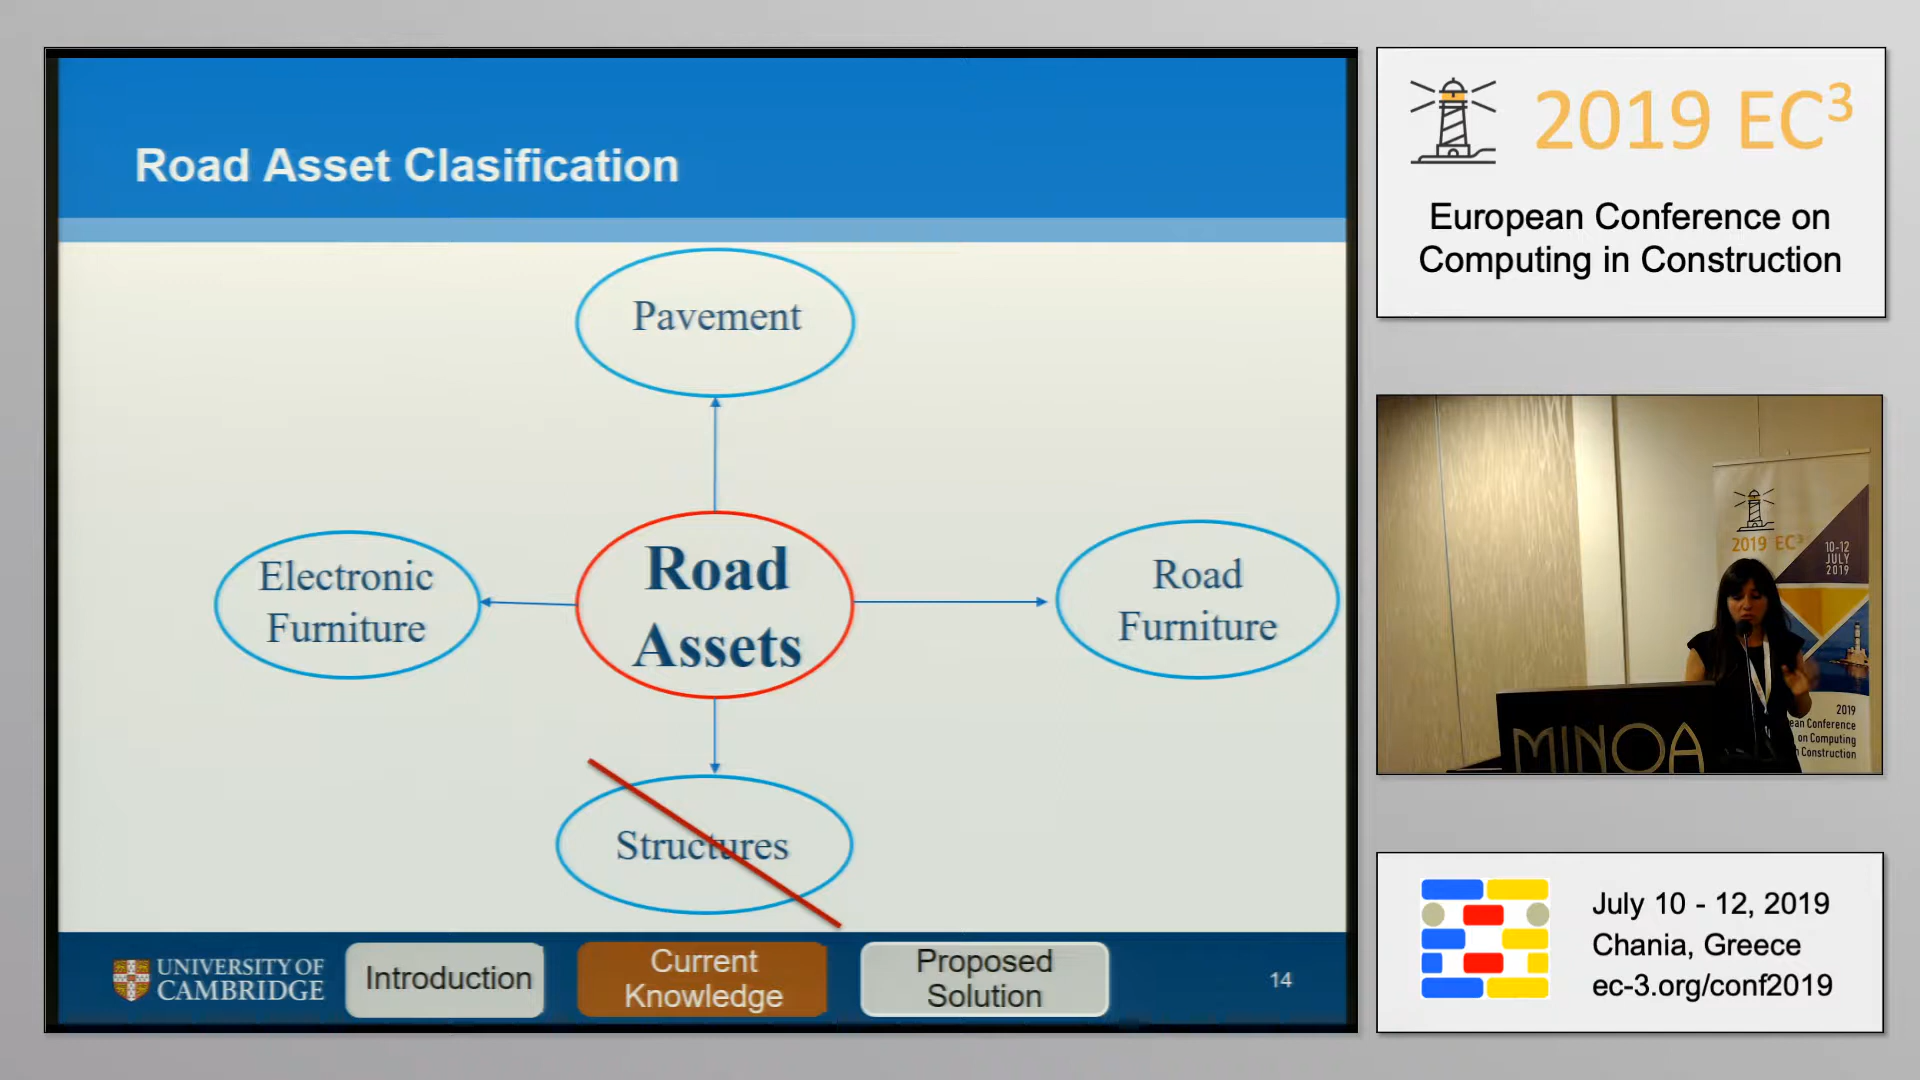 Road Asset Clasification
Pavement
Electronic
Furniture
Road
Assets
Road
Furniture
Structures
UNIVERSITY OF
CAMBRIDGE
Introduction
Current
Knowledge
Proposed
Solution
14
2019 EC³
European Conference on
Computing in Construction
2019 EC³
10-12
JULY
2019
MINOA
2019
ean Conference
on Computing
Construction
July 10 - 12, 2019
Chania, Greece
ec-3.org/conf2019